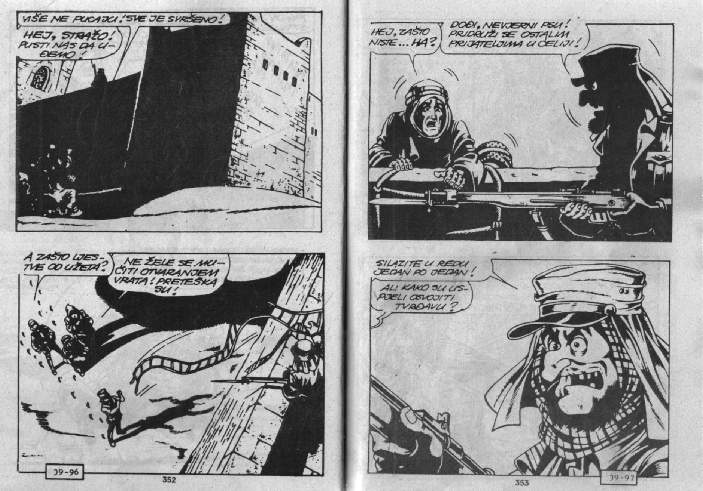 VIŠE NE PUCAJU! SVE JE SVRŠENO!
HEJ, STRAŽO!
PUSTI NAS DA U-
ĐEMO!
A ZAŠTO LJES-
TVE OD UŽETA?
NE ŽELE SE MU-
ČITI OTVARANJEM
VRATA! PRETEŠKA
SU!
39-96
352
HEJ, ZAŠTO
NISTE... HA?
DOĐI, NEVJERNI PSU!
PRIDRUŽI SE OSTALIM
PRIJATELJIMA U ĆELIJI!
SILAZITE U REDU
JEDAN PO JEDAN!
ALI KAKO SU US-
PJELI OSVOJITI
TVRĐAVU?
353
39-97